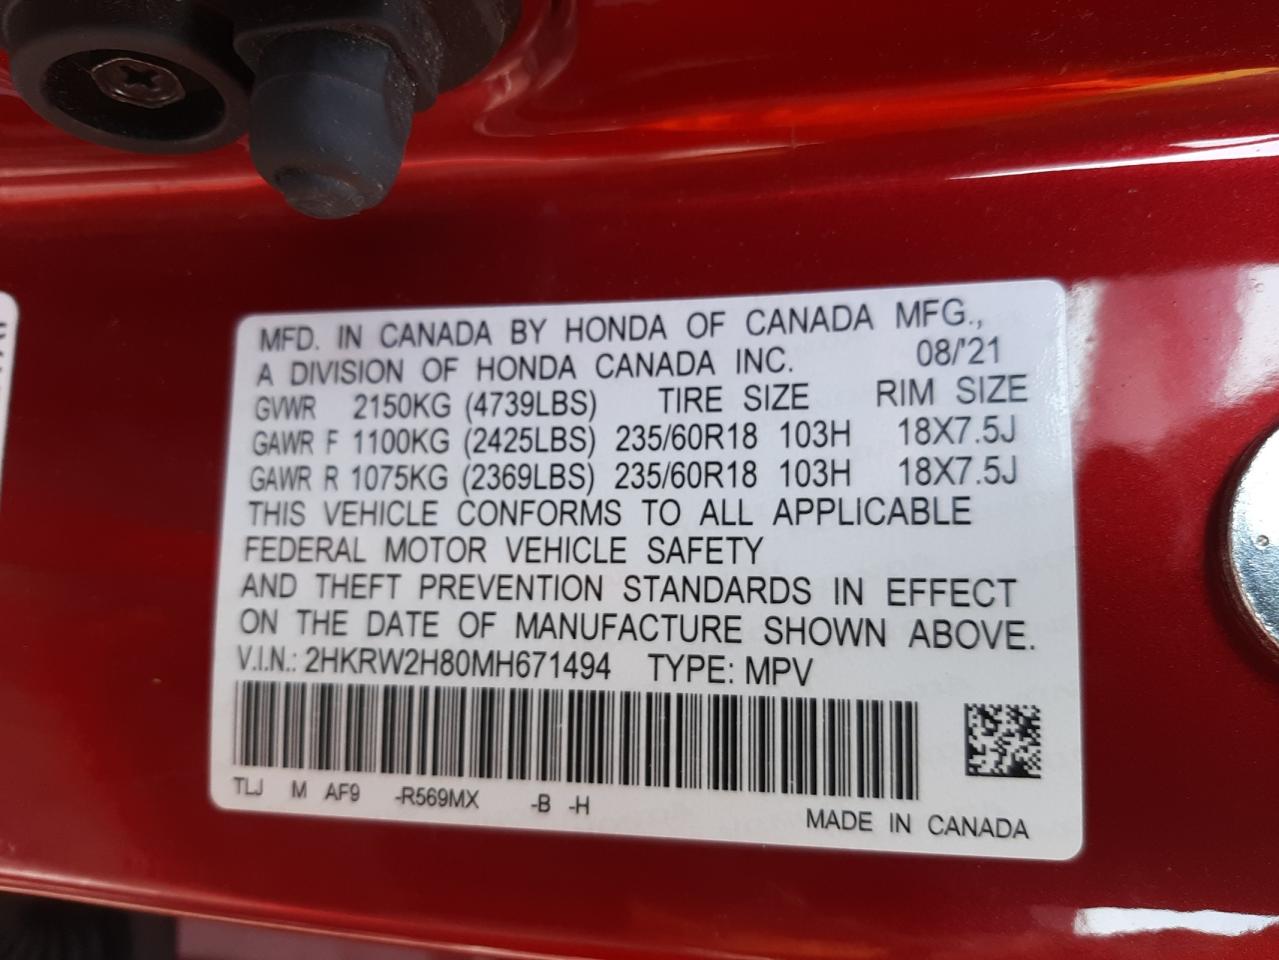 MFD. IN CANADA BY HONDA OF CANADA MFG.,
A DIVISION OF HONDA CANADA INC. 08/'21
GVWR 2150KG (4739LBS) TIRE SIZE RIM SIZE
GAWR F 1100KG (2425LBS) 235/60R18 103H 18X7.5J
GAWR R 1075KG (2369LBS) 235/60R18 103H 18X7.5J
THIS VEHICLE CONFORMS TO ALL APPLICABLE
FEDERAL MOTOR VEHICLE SAFETY
AND THEFT PREVENTION STANDARDS IN EFFECT
ON THE DATE OF MANUFACTURE SHOWN ABOVE.
V.I.N.: 2HKRW2H80MH671494 TYPE: MPV
TLJ M AF9 -R569MX -B -H
MADE IN CANADA